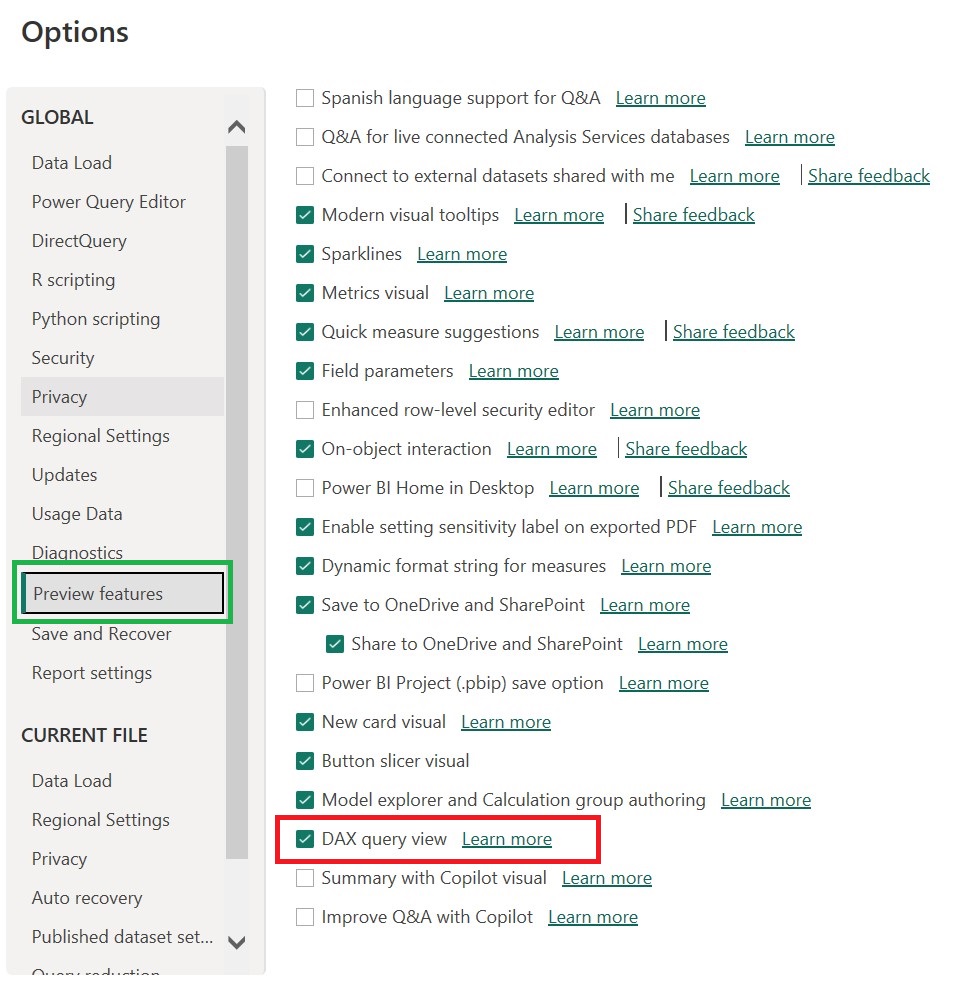 Options
GLOBAL
Data Load
Power Query Editor
DirectQuery
R scripting
Python scripting
Security
Privacy
Regional Settings
Updates
Usage Data
Diagnostics
Preview features
Save and Recover
Report settings
CURRENT FILE
Data Load
Regional Settings
Privacy
Auto recovery
Published dataset set...
Query reduction
Spanish language support for Q&A Learn more
Q&A for live connected Analysis Services databases Learn more
Connect to external datasets shared with me Learn more | Share feedback
Modern visual tooltips Learn more | Share feedback
Sparklines Learn more
Metrics visual Learn more
Quick measure suggestions Learn more | Share feedback
Field parameters Learn more
Enhanced row-level security editor Learn more
On-object interaction Learn more | Share feedback
Power BI Home in Desktop Learn more | Share feedback
Enable setting sensitivity label on exported PDF Learn more
Dynamic format string for measures Learn more
Save to OneDrive and SharePoint Learn more
Share to OneDrive and SharePoint Learn more
Power BI Project (.pbip) save option Learn more
New card visual Learn more
Button slicer visual
Model explorer and Calculation group authoring Learn more
DAX query view Learn more
Summary with Copilot visual Learn more
Improve Q&A with Copilot Learn more